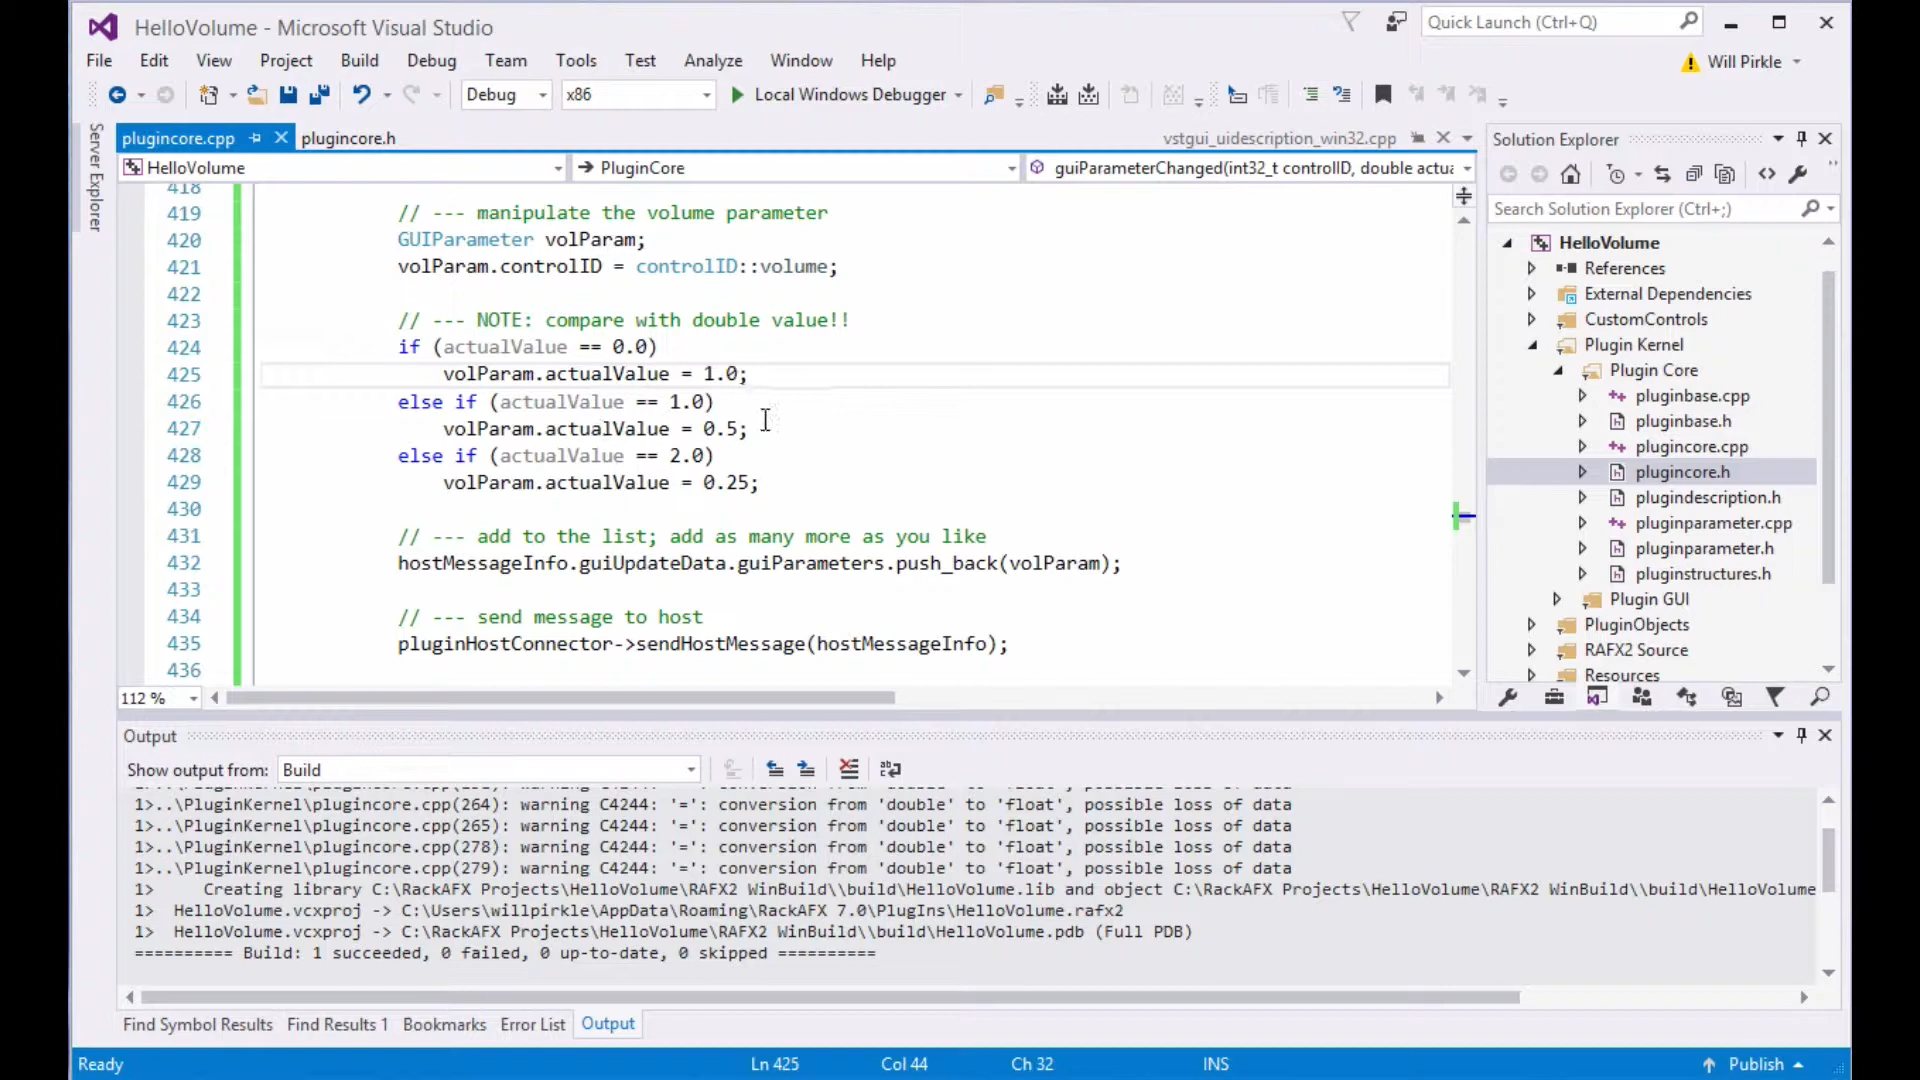 HelloVolume - Microsoft Visual Studio
Quick Launch (Ctrl+Q)
File Edit View Project Build Debug Team Tools Test Analyze Window Help
Will Pirkle
Debug x86 Local Windows Debugger
Server Explorer
plugincore.cpp plugincore.h vstgui_uidescription_win32.cpp
HelloVolume PluginCore guiParameterChanged(int32_t controlID, double actua
418
419 // --- manipulate the volume parameter
420 GUIParameter volParam;
421 volParam.controlID = controlID::volume;
422
423 // --- NOTE: compare with double value!!
424 if (actualValue == 0.0)
425 volParam.actualValue = 1.0;
426 else if (actualValue == 1.0)
427 volParam.actualValue = 0.5;
428 else if (actualValue == 2.0)
429 volParam.actualValue = 0.25;
430
431 // --- add to the list; add as many more as you like
432 hostMessageInfo.guiUpdateData.guiParameters.push_back(volParam);
433
434 // --- send message to host
435 pluginHostConnector->sendHostMessage(hostMessageInfo);
436
112 %
Solution Explorer
Search Solution Explorer (Ctrl+;)
HelloVolume
References
External Dependencies
CustomControls
Plugin Kernel
Plugin Core
pluginbase.cpp
pluginbase.h
plugincore.cpp
plugincore.h
plugindescription.h
pluginparameter.cpp
pluginparameter.h
pluginstructures.h
Plugin GUI
PluginObjects
RAFX2 Source
Resources
Output
Show output from: Build
1>..\PluginKernel\plugincore.cpp(264): warning C4244: '=': conversion from 'double' to 'float', possible loss of data
1>..\PluginKernel\plugincore.cpp(265): warning C4244: '=': conversion from 'double' to 'float', possible loss of data
1>..\PluginKernel\plugincore.cpp(278): warning C4244: '=': conversion from 'double' to 'float', possible loss of data
1>..\PluginKernel\plugincore.cpp(279): warning C4244: '=': conversion from 'double' to 'float', possible loss of data
1> Creating library C:\RackAFX Projects\HelloVolume\RAFX2 WinBuild\\build\HelloVolume.lib and object C:\RackAFX Projects\HelloVolume\RAFX2 WinBuild\\build\HelloVolume
1> HelloVolume.vcxproj -> C:\Users\willpirkle\AppData\Roaming\RackAFX 7.0\PlugIns\HelloVolume.rafx2
1> HelloVolume.vcxproj -> C:\RackAFX Projects\HelloVolume\RAFX2 WinBuild\\build\HelloVolume.pdb (Full PDB)
========== Build: 1 succeeded, 0 failed, 0 up-to-date, 0 skipped ==========
Find Symbol Results Find Results 1 Bookmarks Error List Output
Ready Ln 425 Col 44 Ch 32 INS Publish